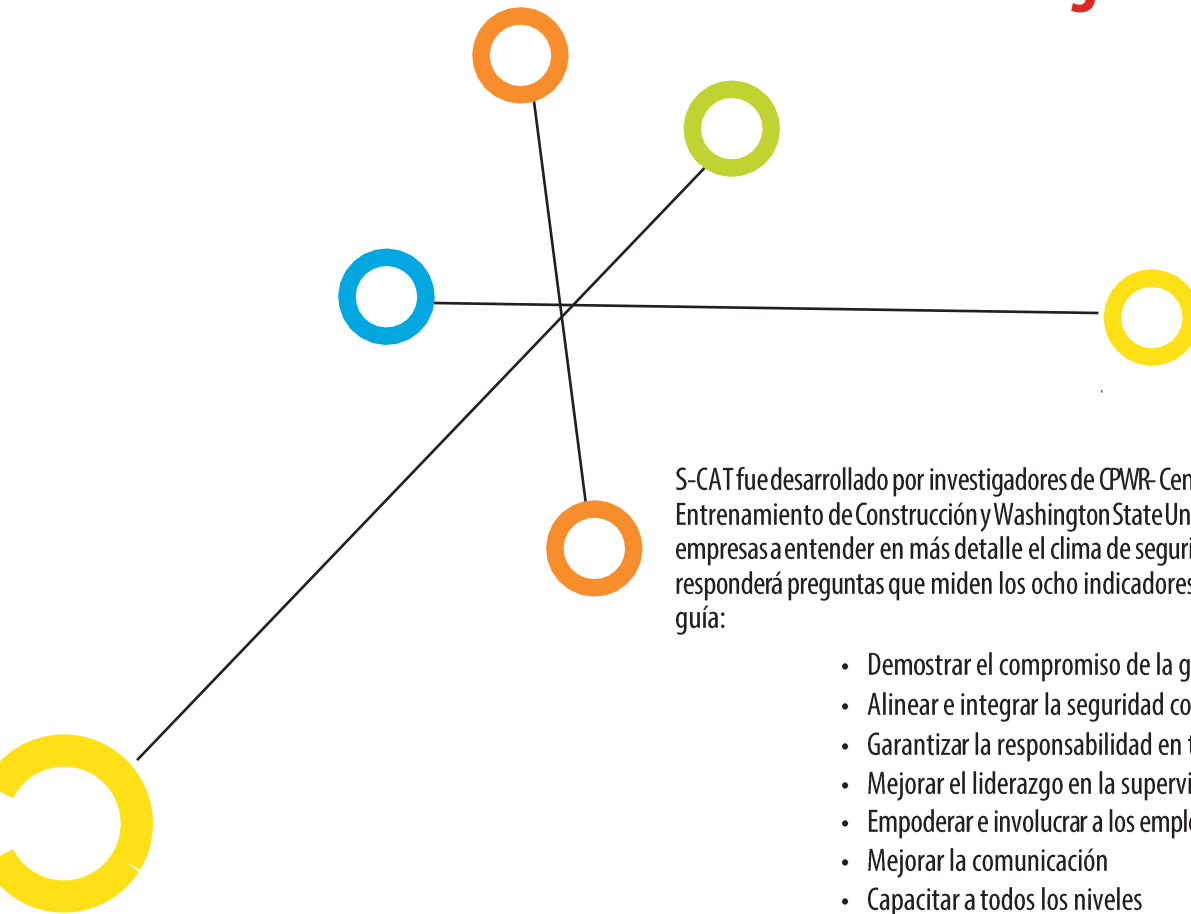 S-CAT fue desarrollado por investigadores de CPWR- Cen
Entrenamiento de Construcción y Washington State Un
empresas a entender en más detalle el clima de seguri
responderá preguntas que miden los ocho indicadores
guía:
• Demostrar el compromiso de la g
• Alinear e integrar la seguridad co
• Garantizar la responsabilidad en t
• Mejorar el liderazgo en la supervi
• Empoderar e involucrar a los emple
• Mejorar la comunicación
• Capacitar a todos los niveles